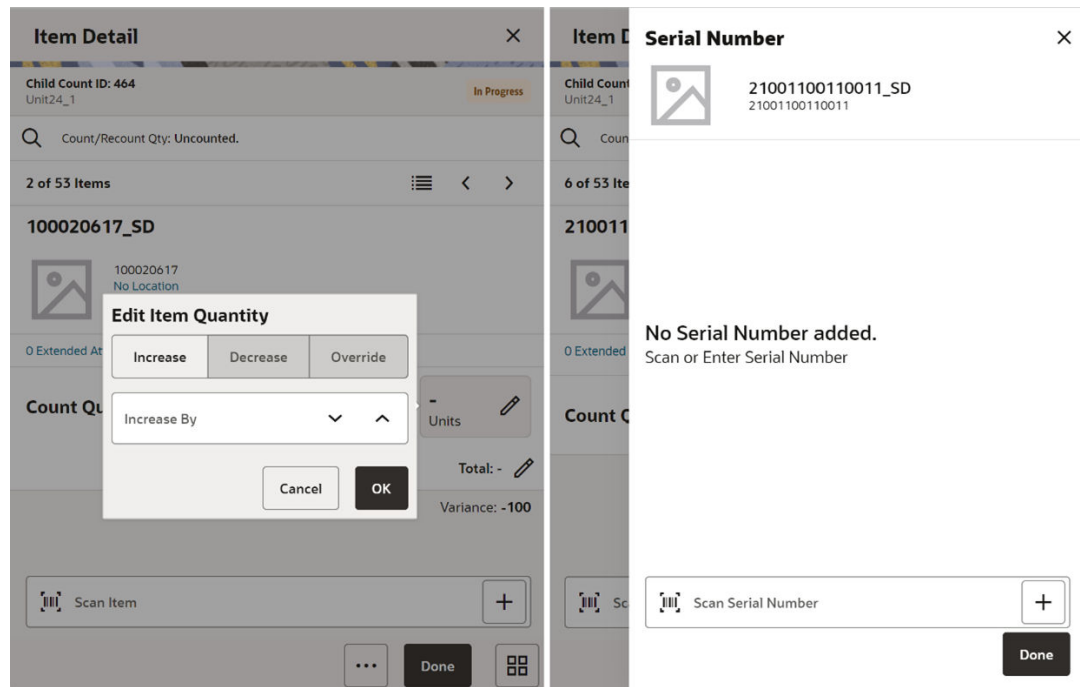 Item Detail
Child Count ID: 464
Unit24_1
In Progress
Count/Recount Qty: Uncounted.
2 of 53 Items
100020617_SD
100020617
No Location
Edit Item Quantity
0 Extended At
Increase
Decrease
Override
Count Qu
Increase By
-
Units
Total: -
Cancel
OK
Variance: -100
Scan Item
Done
Item D
Child Count
Unit24_1
Coun
6 of 53 Ite
210011
0 Extended
Count Q
Sc
Serial Number
21001100110011_SD
21001100110011
No Serial Number added.
Scan or Enter Serial Number
Scan Serial Number
Done